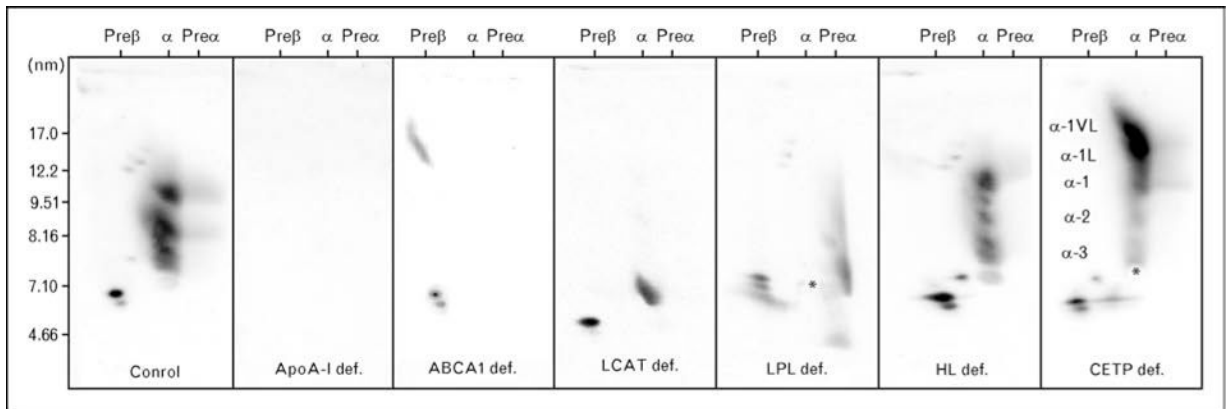 Preβ α Preα Preβ α Preα Preβ α Preα Preβ α Preα Preβ α Preα Preβ α Preα Preβ α Preα
(nm)
17.0
12.2
9.51
8.16
7.10
4.66
α-1VL
α-1L
α-1
α-2
α-3
*
*
Conrol ApoA-I def. ABCA1 def. LCAT def. LPL def. HL def. CETP def.